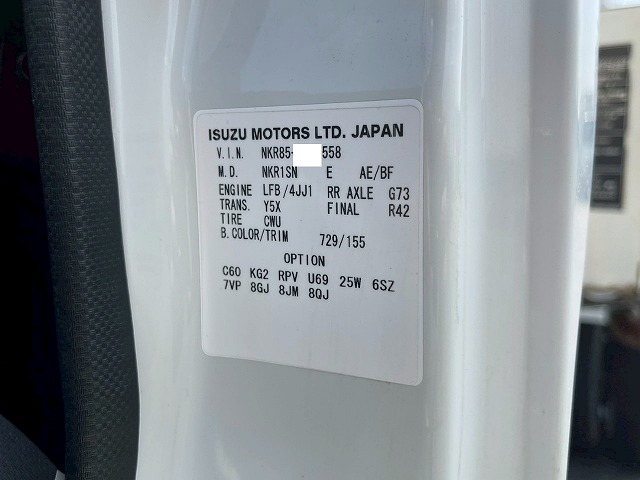 ISUZU MOTORS LTD. JAPAN
V.I.N. NKR85- 558
M.D. NKR1SN E AE/BF
ENGINE LFB/4JJ1 RR AXLE G73
TRANS. Y5X FINAL R42
TIRE CWU
B.COLOR/TRIM 729/155
OPTION
C60 KG2 RPV U69 25W 6SZ
7VP 8GJ 8JM 8QJ